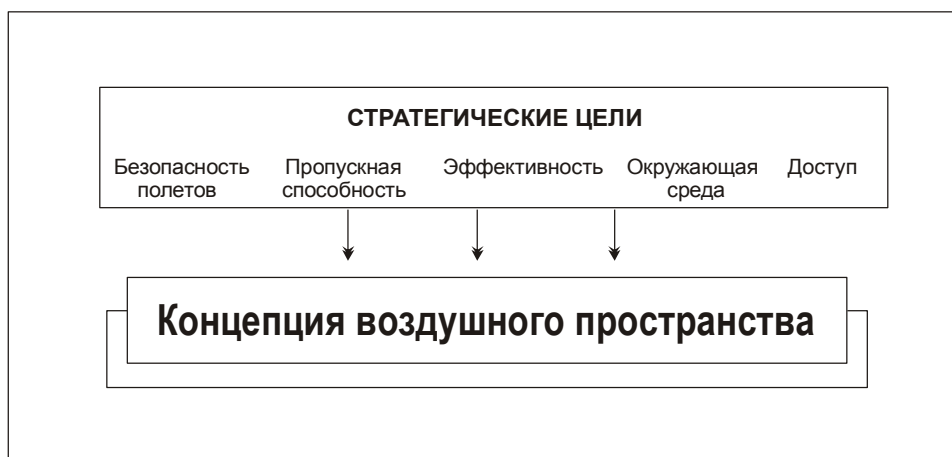 СТРАТЕГИЧЕСКИЕ ЦЕЛИ
Безопасность полетов
Пропускная способность
Эффективность
Окружающая среда
Доступ
Концепция воздушного пространства